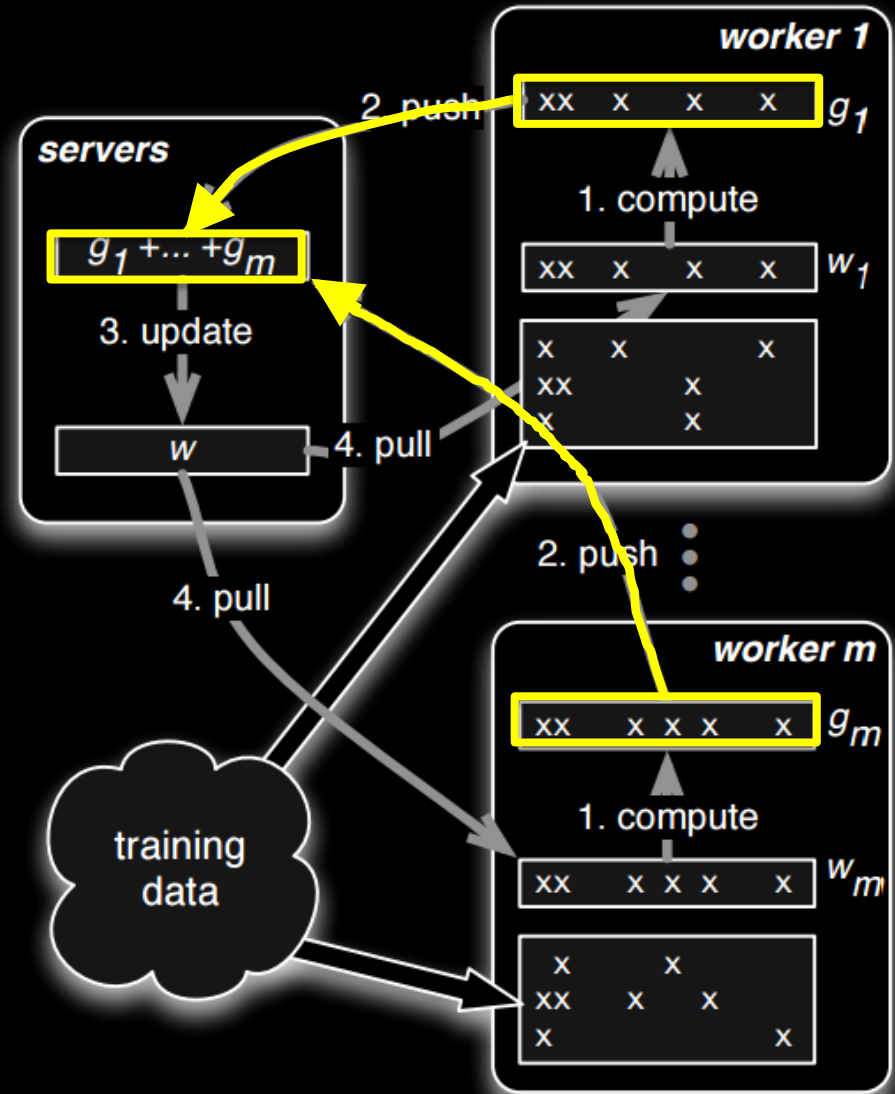 servers
g1 +... +gm
3. update
w
4. pull
4. pull
2. push
worker 1
xx x x x g1
1. compute
xx x x x w1
x x x
xx x
x x
2. push
worker m
xx x x x x gm
1. compute
xx x x x x wm
x x
xx x x
x x
training
data